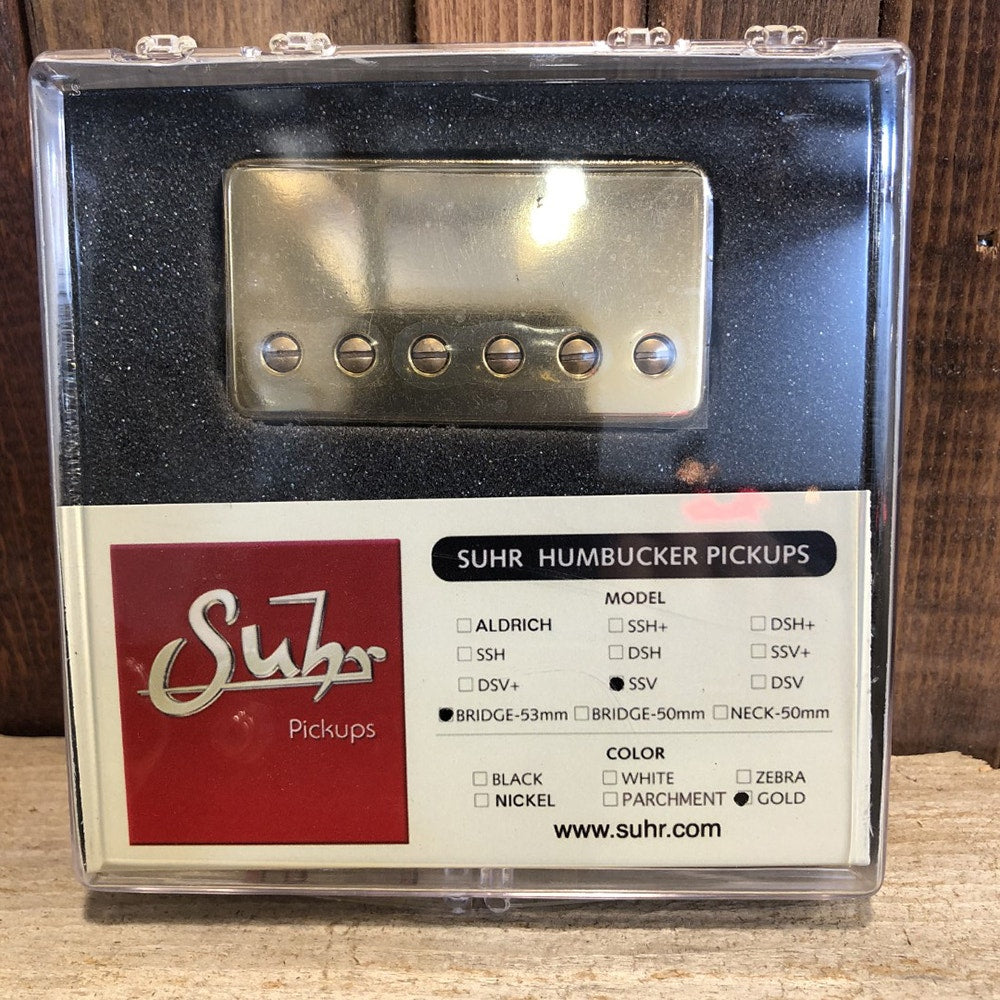 Suhr
Pickups
SUHR HUMBUCKER PICKUPS
MODEL
ALDRICH SSH+ DSH+
SSH DSH SSV+
DSV+ SSV DSV
BRIDGE-53mm BRIDGE-50mm NECK-50mm
COLOR
BLACK WHITE ZEBRA
NICKEL PARCHMENT GOLD
www.suhr.com